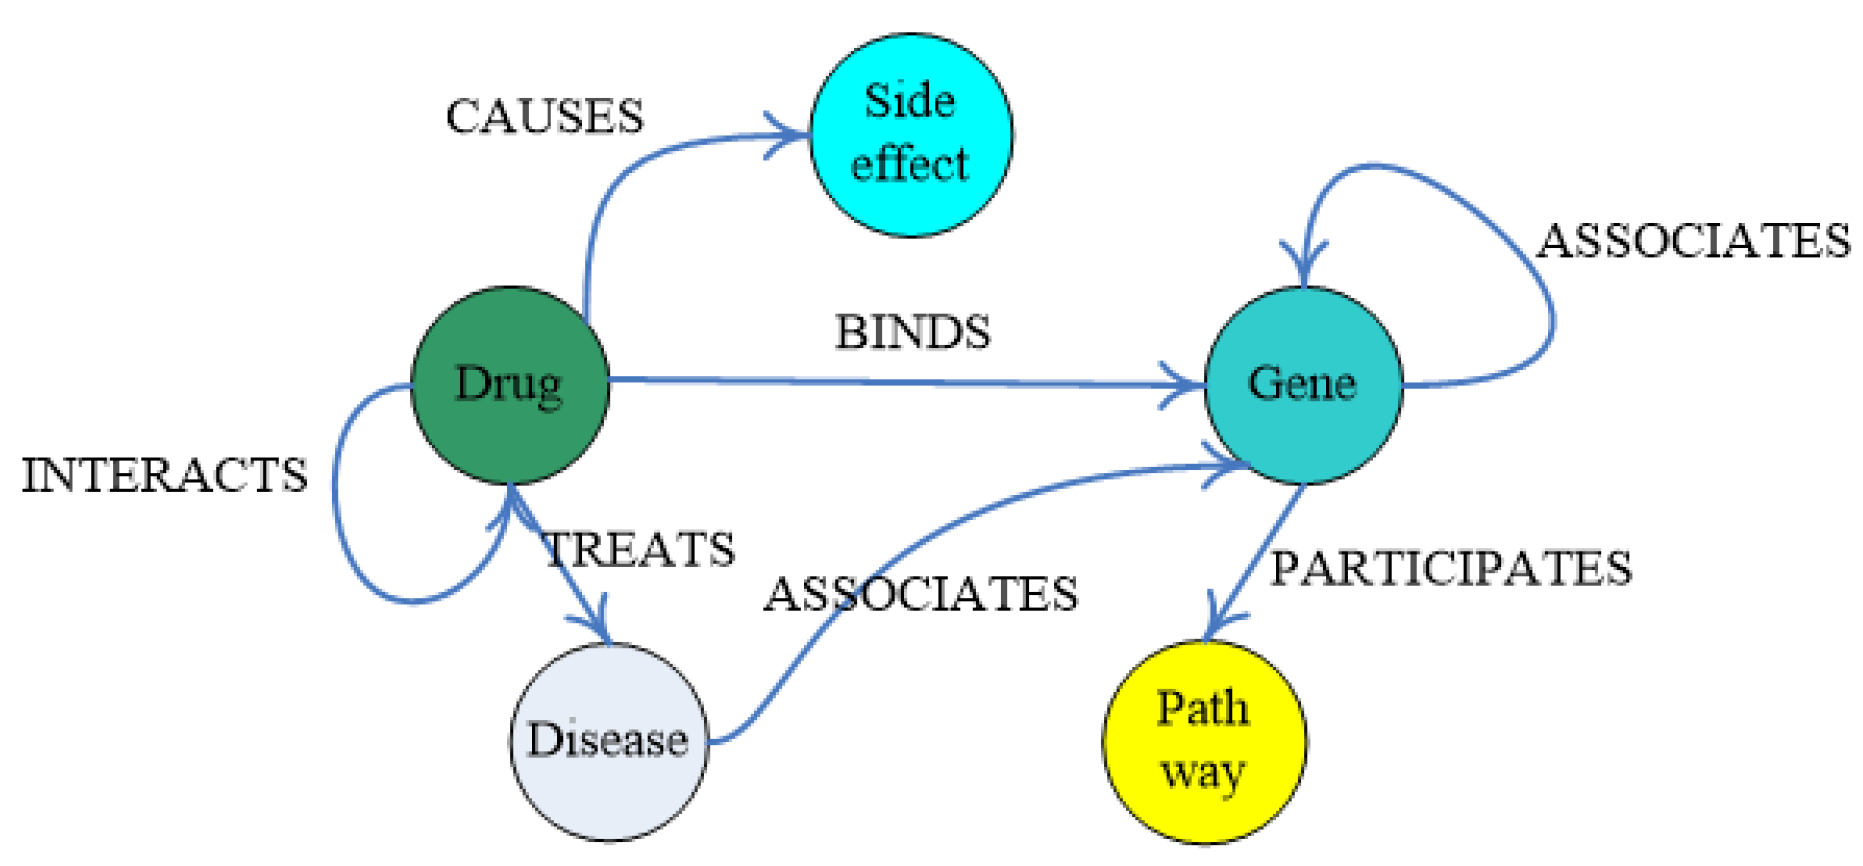 CAUSES
Side
effect
ASSOCIATES
BINDS
Drug
Gene
INTERACTS
TREATS
ASSOCIATES
PARTICIPATES
Disease
Path
way